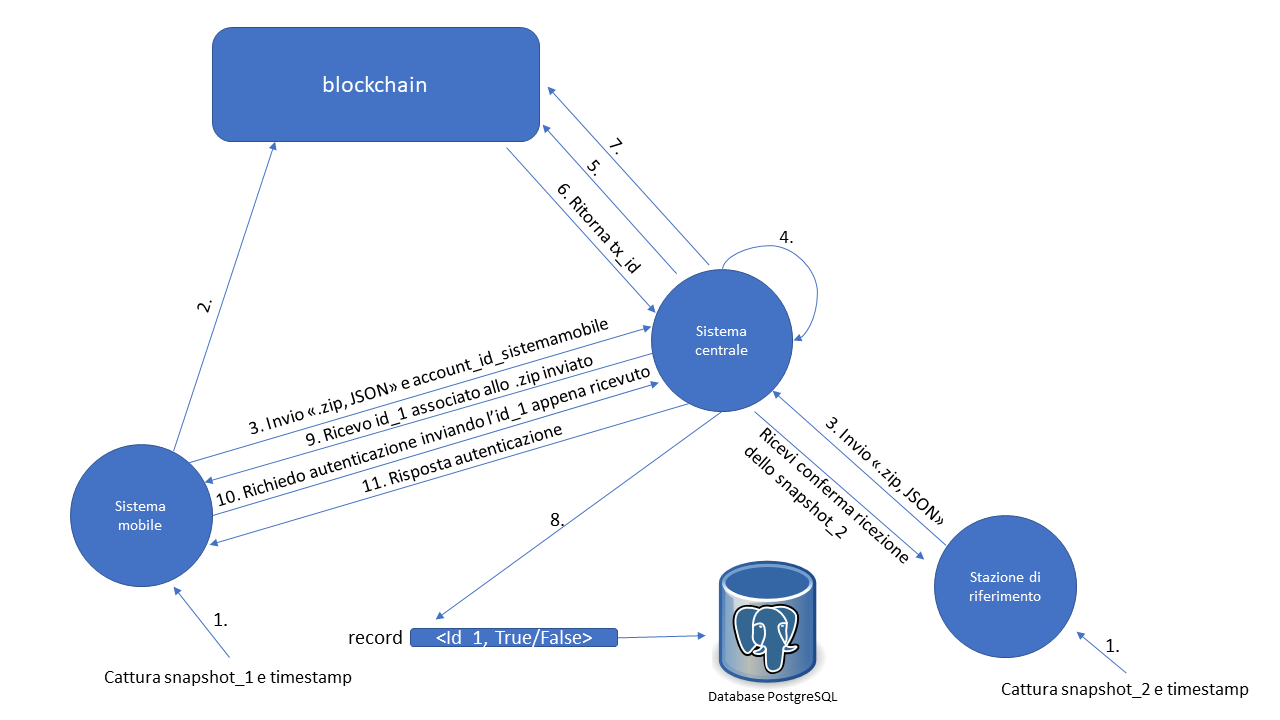 blockchain
7.
5.
6. Ritorna tx_id
4.
2.
Sistema
centrale
3. Invio «.zip, JSON» e account_id_sistemamobile
9. Ricevo id_1 associato allo .zip inviato
10. Richiedo autenticazione inviando l'id_1 appena ricevuto
11. Risposta autenticazione
3. Invio «.zip, JSON»
Ricevi conferma ricezione
dello snapshot_2
Sistema
mobile
8.
Stazione di
riferimento
1.
record
<Id_1, True/False>
1.
Cattura snapshot_1 e timestamp
Cattura snapshot_2 e timestamp
Database PostgreSQL